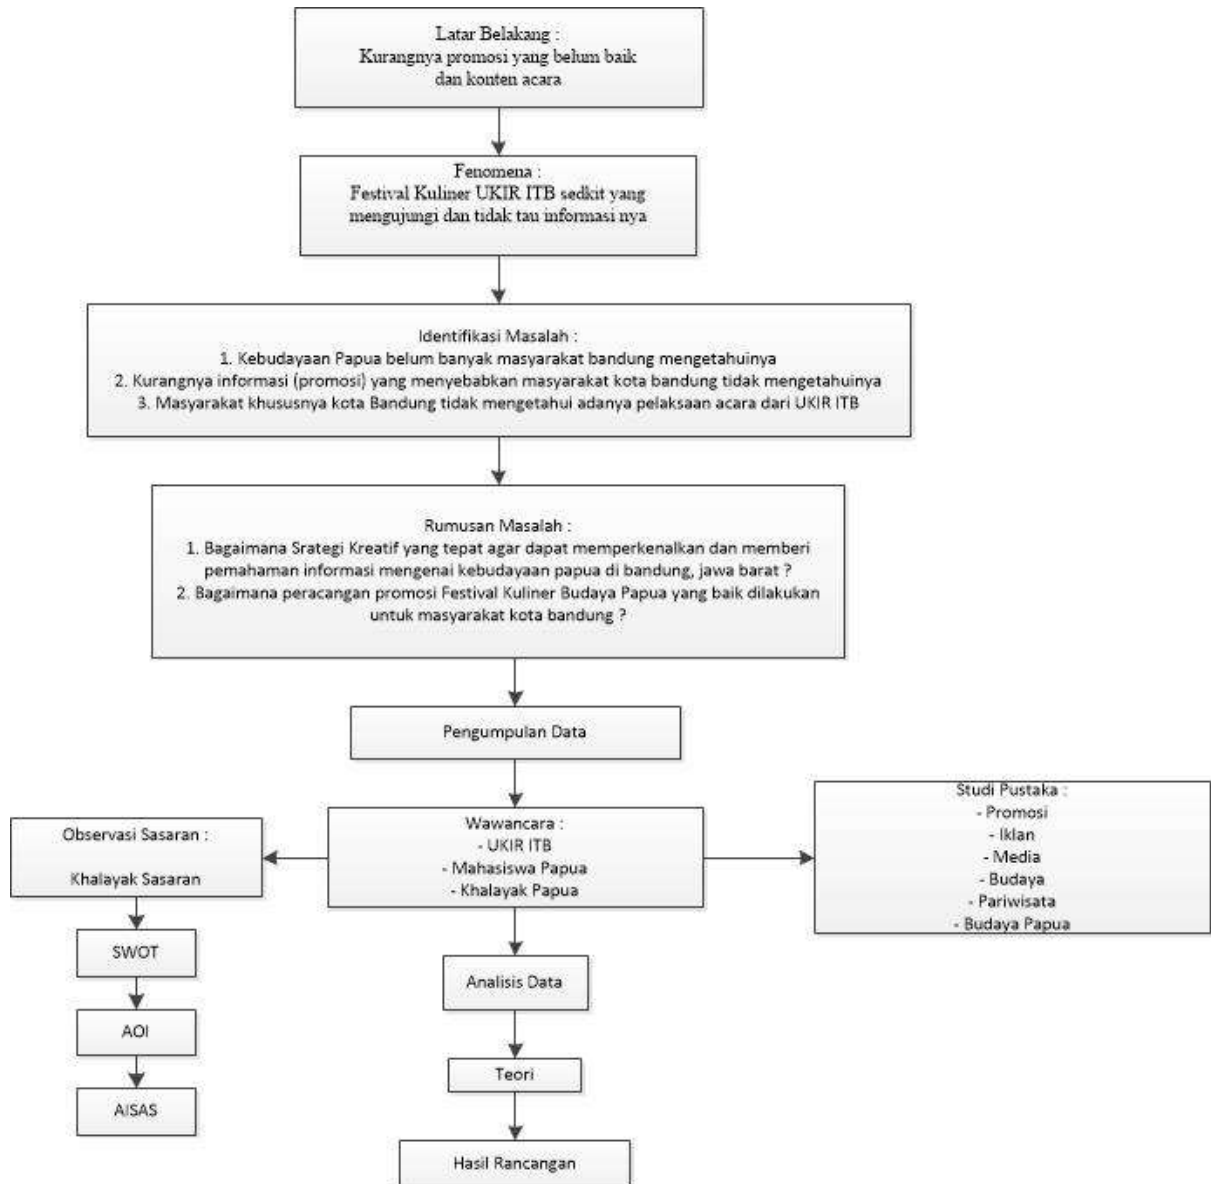 Latar Belakang :
Kurangnya promosi yang belum baik
dan konten acara
Fenomena :
Festival Kuliner UKIR ITB sedkit yang
mengujungi dan tidak tau informasi nya
Identifikasi Masalah :
1. Kebudayaan Papua belum banyak masyarakat bandung mengetahuinya
2. Kurangnya informasi (promosi) yang menyebabkan masyarakat kota bandung tidak mengetahuinya
3. Masyarakat khususnya kota Bandung tidak mengetahui adanya pelaksaan acara dari UKIR ITB
Rumusan Masalah :
1. Bagaimana Srategi Kreatif yang tepat agar dapat memperkenalkan dan memberi
pemahaman informasi mengenai kebudayaan papua di bandung, jawa barat ?
2. Bagaimana peracangan promosi Festival Kuliner Budaya Papua yang baik dilakukan
untuk masyarakat kota bandung ?
Pengumpulan Data
Observasi Sasaran :
Khalayak Sasaran
Wawancara :
- UKIR ITB
- Mahasiswa Papua
- Khalayak Papua
Studi Pustaka :
- Promosi
- Iklan
- Media
- Budaya
- Pariwisata
- Budaya Papua
SWOT
AOI
AISAS
Analisis Data
Teori
Hasil Rancangan